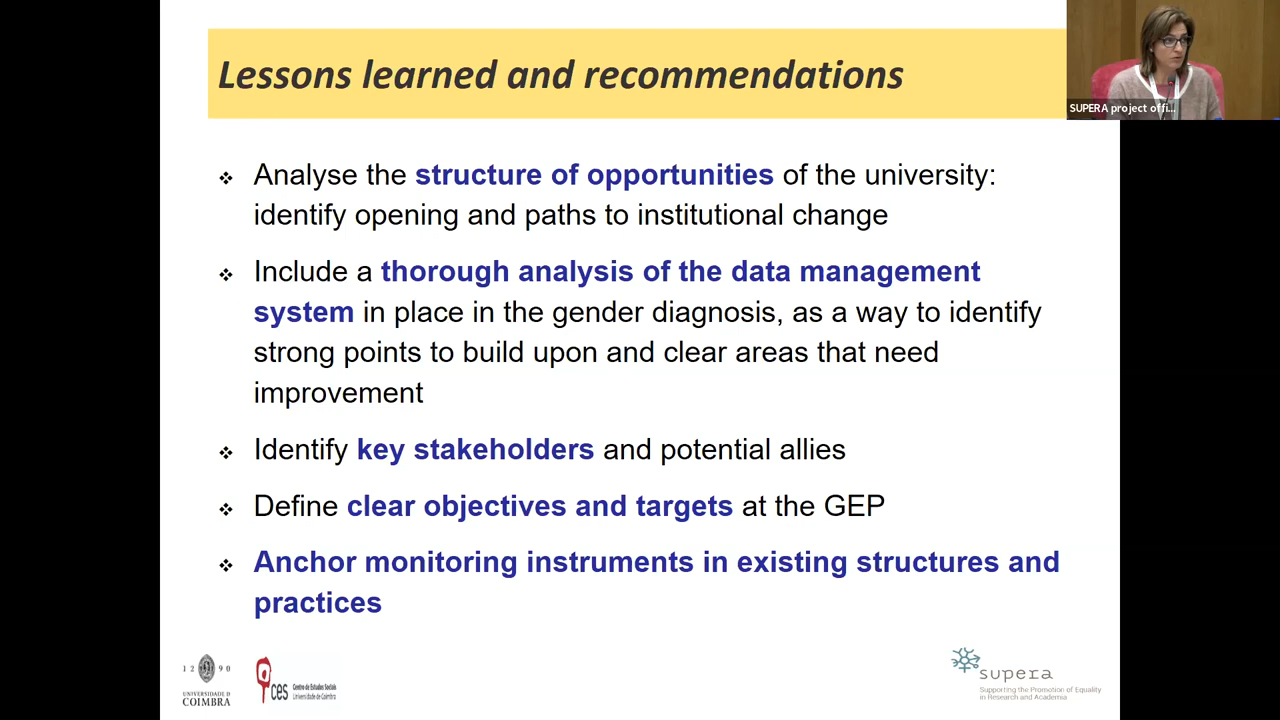 Lessons learned and recommendations
SUPERA project offi...
❖ Analyse the structure of opportunities of the university:
identify opening and paths to institutional change
❖ Include a thorough analysis of the data management
system in place in the gender diagnosis, as a way to identify
strong points to build upon and clear areas that need
improvement
❖ Identify key stakeholders and potential allies
❖ Define clear objectives and targets at the GEP
❖ Anchor monitoring instruments in existing structures and
practices
12 90
UNIVERSIDADE D
COIMBRA
ces
Centro de Estudos Sociais
Universidade de Coimbra
supera
Supporting the Promotion of Equality
in Research and Academia